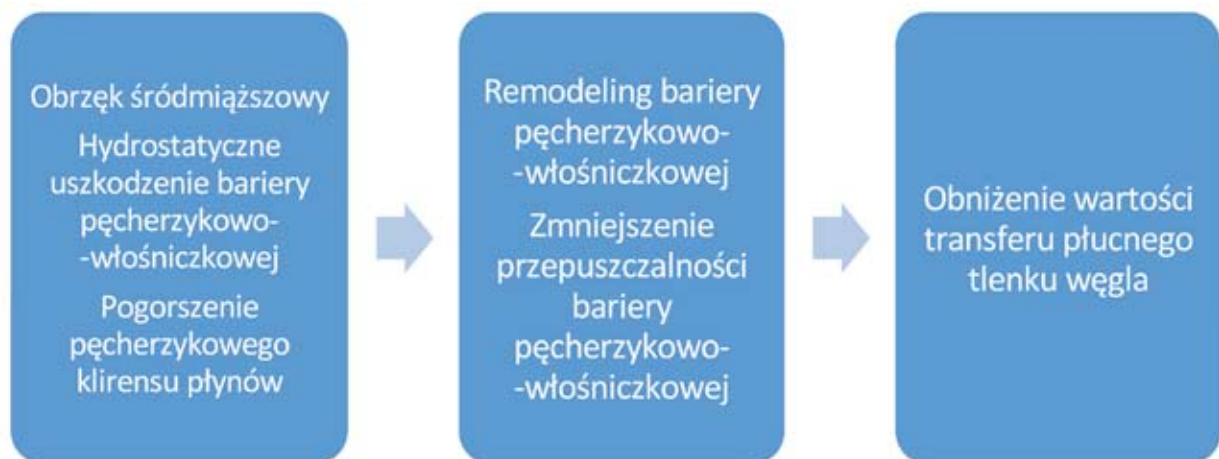 Obrzęk śródmiąższowy
Hydrostatyczne
uszkodzenie bariery
pęcherzykowo-
-włośniczkowej
Pogorszenie
pęcherzykowego
klirensu płynów
Remodeling bariery
pęcherzykowo-
-włośniczkowej
Zmniejszenie
przepuszczalności
bariery
pęcherzykowo-
-włośniczkowej
Obniżenie wartości
transferu płucnego
tlenku węgla